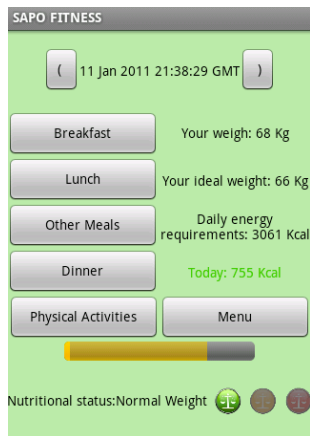 SAPO FITNESS
( 11 Jan 2011 21:38:29 GMT )
Breakfast Your weigh: 68 Kg
Lunch Your ideal weight: 66 Kg
Other Meals Daily energy
requirements: 3061 Kcal
Dinner Today: 755 Kcal
Physical Activities Menu
Nutritional status:Normal Weight